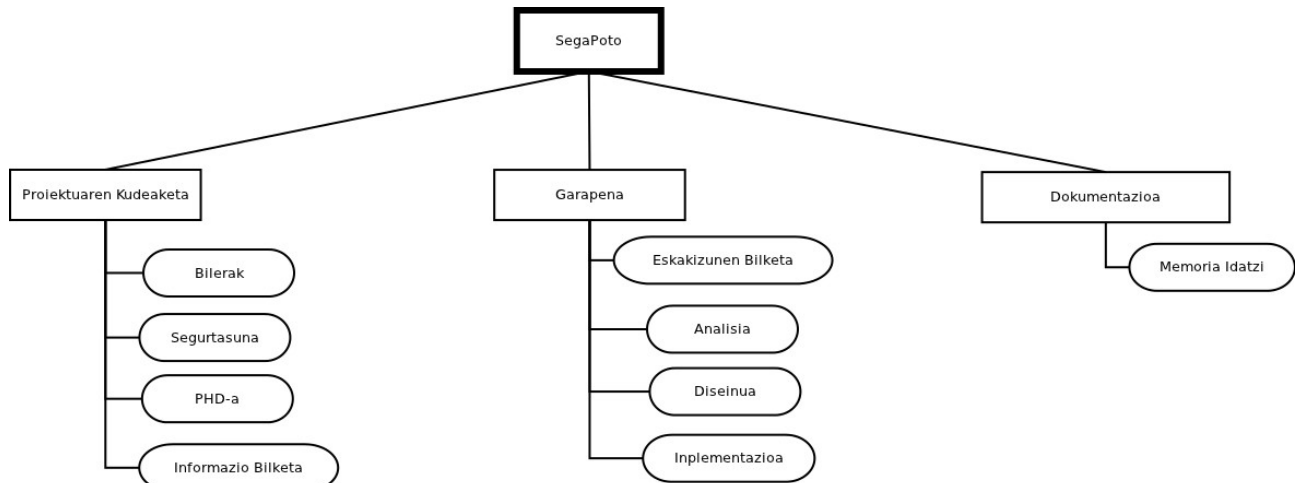 SegaPoto
Proiektuaren Kudeaketa
Garapena
Dokumentazioa
Bilerak
Segurtasuna
PHD-a
Informazio Bilketa
Eskakizunen Bilketa
Analisia
Diseinua
Inplementazioa
Memoria Idatzi